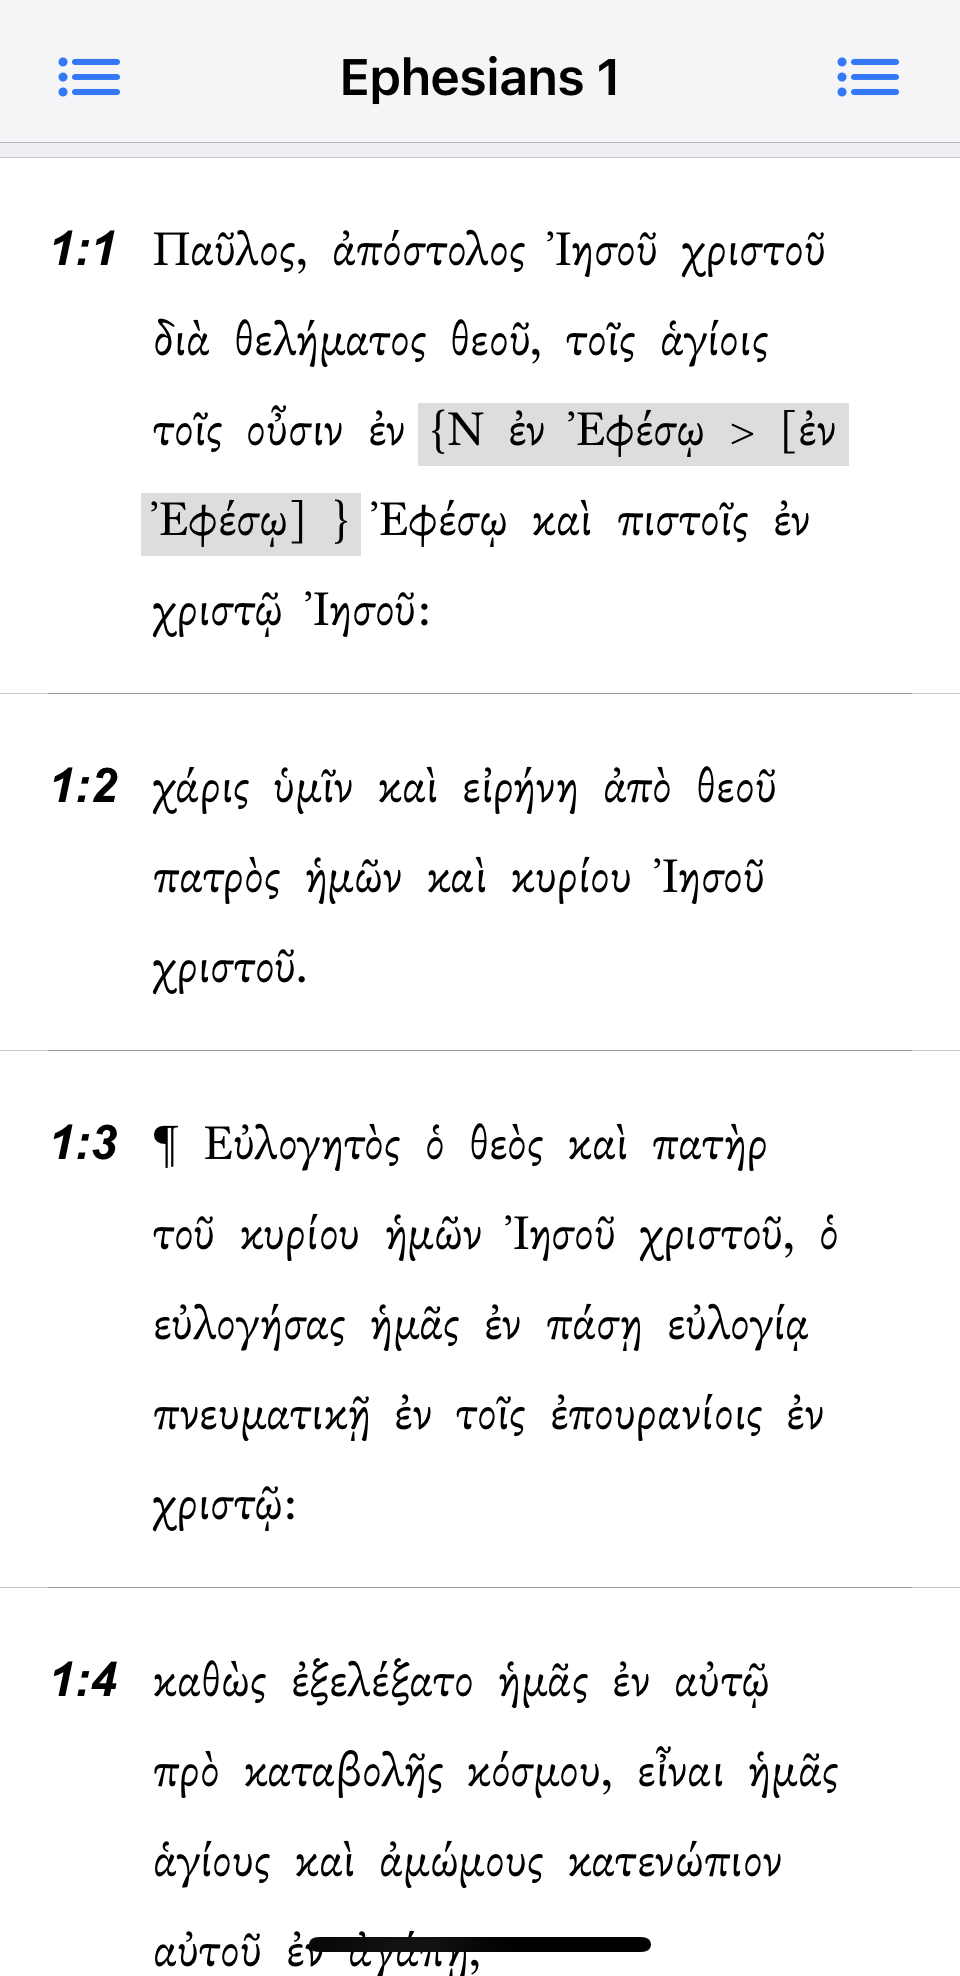 Ephesians 1
1:1 Παῦλος, ἀπόστολος Ἰησοῦ χριστοῦ
διὰ θελήματος θεοῦ, τοῖς ἁγίοις
τοῖς οὖσιν ἐν {N ἐν Ἐφέσῳ > [ἐν
Ἐφέσῳ] } Ἐφέσῳ καὶ πιστοῖς ἐν
χριστῷ Ἰησοῦ:
1:2 χάρις ὑμῖν καὶ εἰρήνη ἀπὸ θεοῦ
πατρὸς ἡμῶν καὶ κυρίου Ἰησοῦ
χριστοῦ.
1:3 ¶ Εὐλογητὸς ὁ θεὸς καὶ πατὴρ
τοῦ κυρίου ἡμῶν Ἰησοῦ χριστοῦ, ὁ
εὐλογήσας ἡμᾶς ἐν πάσῃ εὐλογίᾳ
πνευματικῇ ἐν τοῖς ἐπουρανίοις ἐν
χριστῷ:
1:4 καθὼς ἐξελέξατο ἡμᾶς ἐν αὐτῷ
πρὸ καταβολῆς κόσμου, εἶναι ἡμᾶς
ἁγίους καὶ ἀμώμους κατενώπιον
αὐτοῦ ἐν ἀγάπῃ,